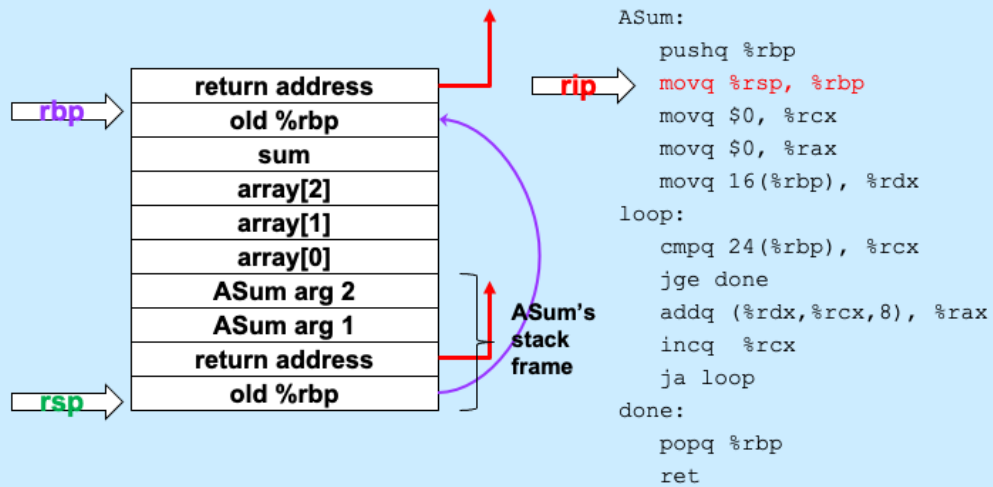 rbp
return address
old %rbp
sum
array[2]
array[1]
array[0]
ASum arg 2
ASum arg 1
return address
old %rbp
rsp
ASum's
stack
frame
rip
ASum:
pushq %rbp
movq %rsp, %rbp
movq $0, %rcx
movq $0, %rax
movq 16(%rbp), %rdx
loop:
cmpq 24(%rbp), %rcx
jge done
addq (%rdx,%rcx,8), %rax
incq %rcx
ja loop
done:
popq %rbp
ret